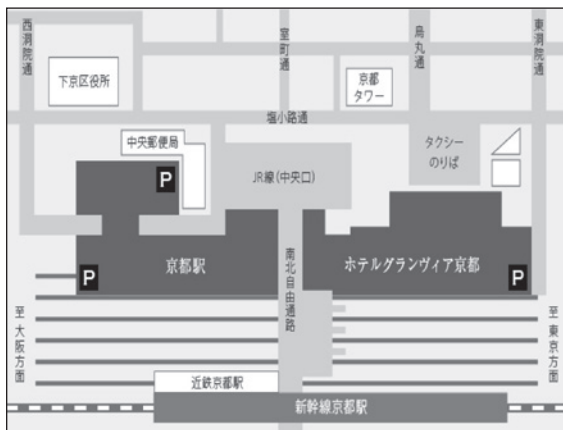 西洞院通
室町通
烏丸通
東洞院通
下京区役所
京都
タワー
塩小路通
中央郵便局
タクシー
のりば
P
JR線(中央口)
京都駅
南北自由通路
ホテルグランヴィア京都
P
P
至大阪方面
至東京方面
近鉄京都駅
新幹線京都駅